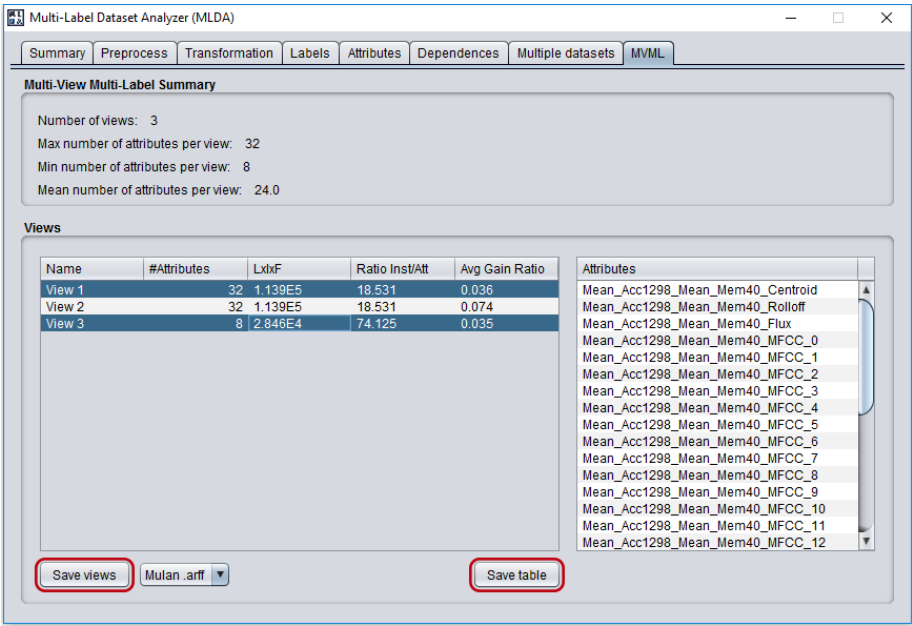 Multi-Label Dataset Analyzer (MLDA)
Summary Preprocess Transformation Labels Attributes Dependences Multiple datasets MVML
Multi-View Multi-Label Summary
Number of views: 3
Max number of attributes per view: 32
Min number of attributes per view: 8
Mean number of attributes per view: 24.0
Views
Name #Attributes LxIxF Ratio Inst/Att Avg Gain Ratio
View 1 32 1.139E5 18.531 0.036
View 2 32 1.139E5 18.531 0.074
View 3 8 2.846E4 74.125 0.035
Attributes
Mean_Acc1298_Mean_Mem40_Centroid
Mean_Acc1298_Mean_Mem40_Rolloff
Mean_Acc1298_Mean_Mem40_Flux
Mean_Acc1298_Mean_Mem40_MFCC_0
Mean_Acc1298_Mean_Mem40_MFCC_1
Mean_Acc1298_Mean_Mem40_MFCC_2
Mean_Acc1298_Mean_Mem40_MFCC_3
Mean_Acc1298_Mean_Mem40_MFCC_4
Mean_Acc1298_Mean_Mem40_MFCC_5
Mean_Acc1298_Mean_Mem40_MFCC_6
Mean_Acc1298_Mean_Mem40_MFCC_7
Mean_Acc1298_Mean_Mem40_MFCC_8
Mean_Acc1298_Mean_Mem40_MFCC_9
Mean_Acc1298_Mean_Mem40_MFCC_10
Mean_Acc1298_Mean_Mem40_MFCC_11
Mean_Acc1298_Mean_Mem40_MFCC_12
Save views Mulan .arff Save table